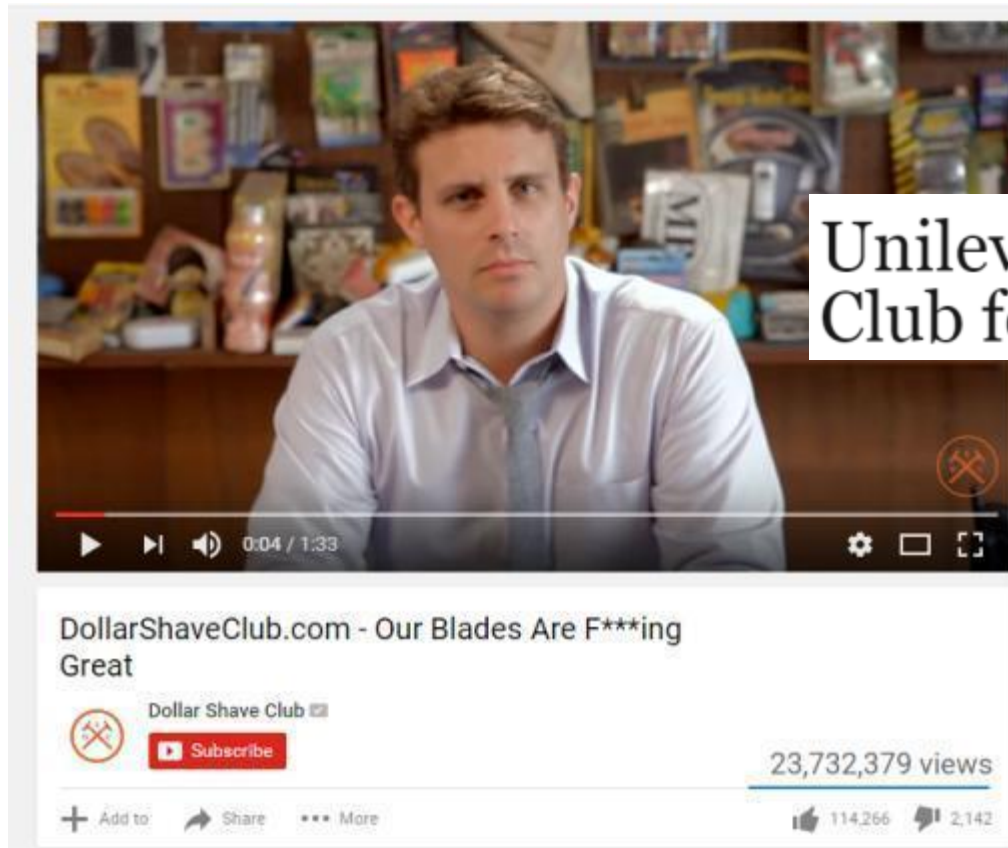 Unilev
Club f
0:04 / 1:33
DollarShaveClub.com - Our Blades Are F***ing
Great
Dollar Shave Club
Subscribe
23,732,379 views
Add to Share More
114,266 2,142